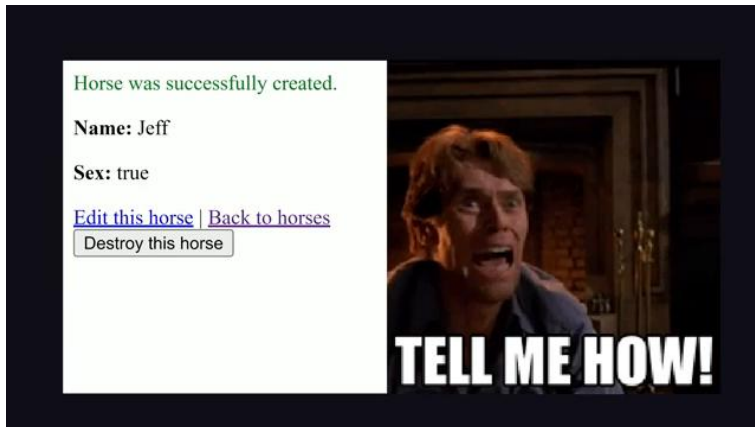 Horse was successfully created.
Name: Jeff
Sex: true
Edit this horse | Back to horses
Destroy this horse
TELL ME HOW!